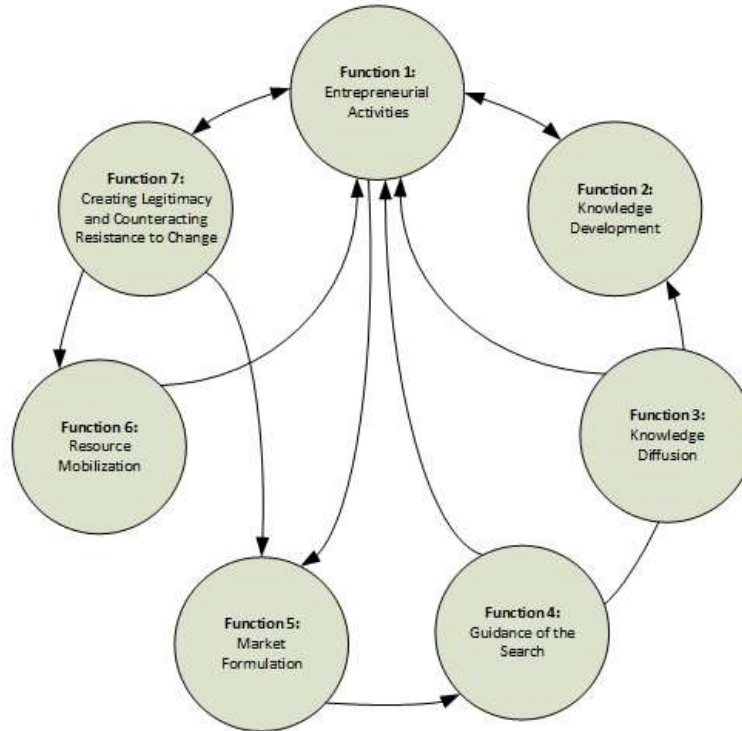 Function 1:
Entrepreneurial
Activities
Function 2:
Knowledge
Development
Function 3:
Knowledge
Diffusion
Function 4:
Guidance of the
Search
Function 5:
Market
Formulation
Function 6:
Resource
Mobilization
Function 7:
Creating Legitimacy
and Counteracting
Resistance to Change